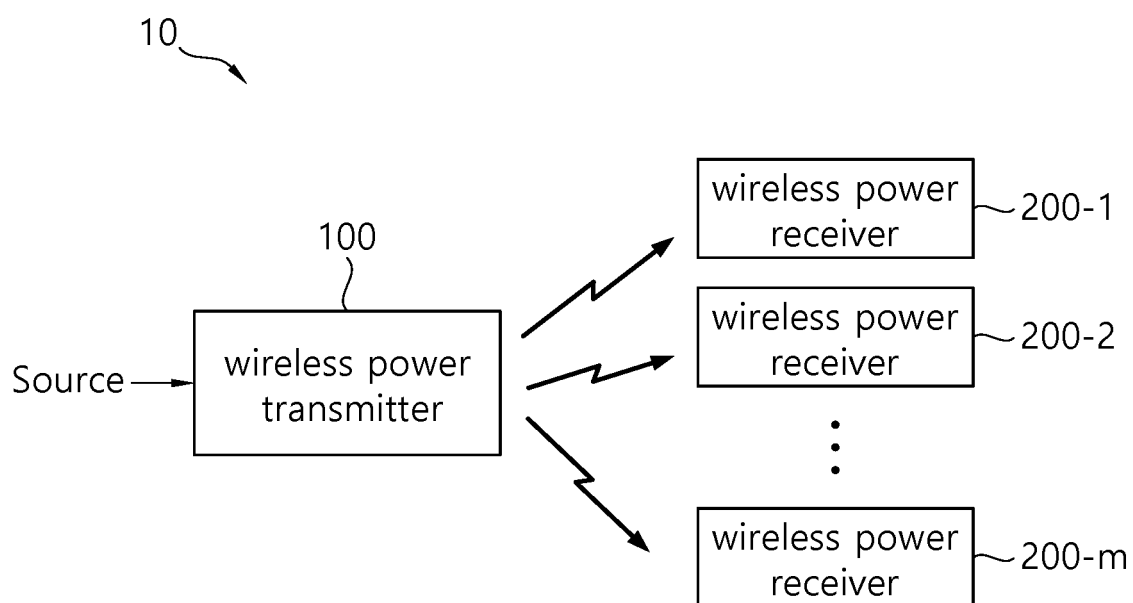 10
wireless power
receiver
200-1
100
wireless power
receiver
200-2
Source
wireless power
transmitter
wireless power
receiver
200-m